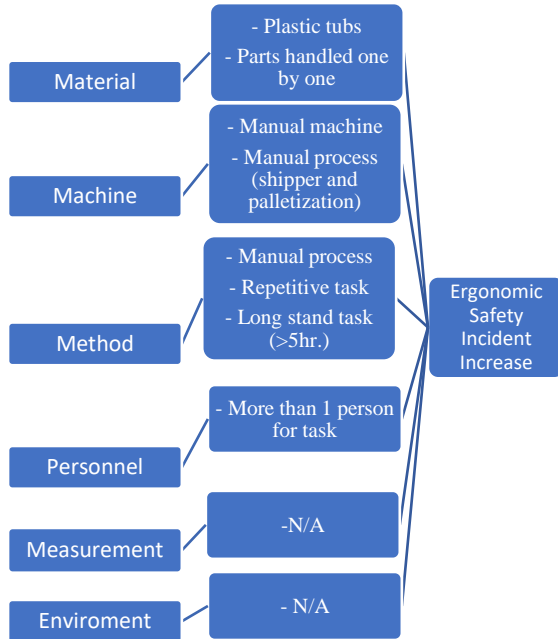 Material
- Plastic tubs
- Parts handled one
by one
Machine
- Manual machine
- Manual process
(shipper and
palletization)
Method
- Manual process
- Repetitive task
- Long stand task
(>5hr.)
Personnel
- More than 1 person
for task
Measurement
-N/A
Enviroment
- N/A
Ergonomic
Safety
Incident
Increase